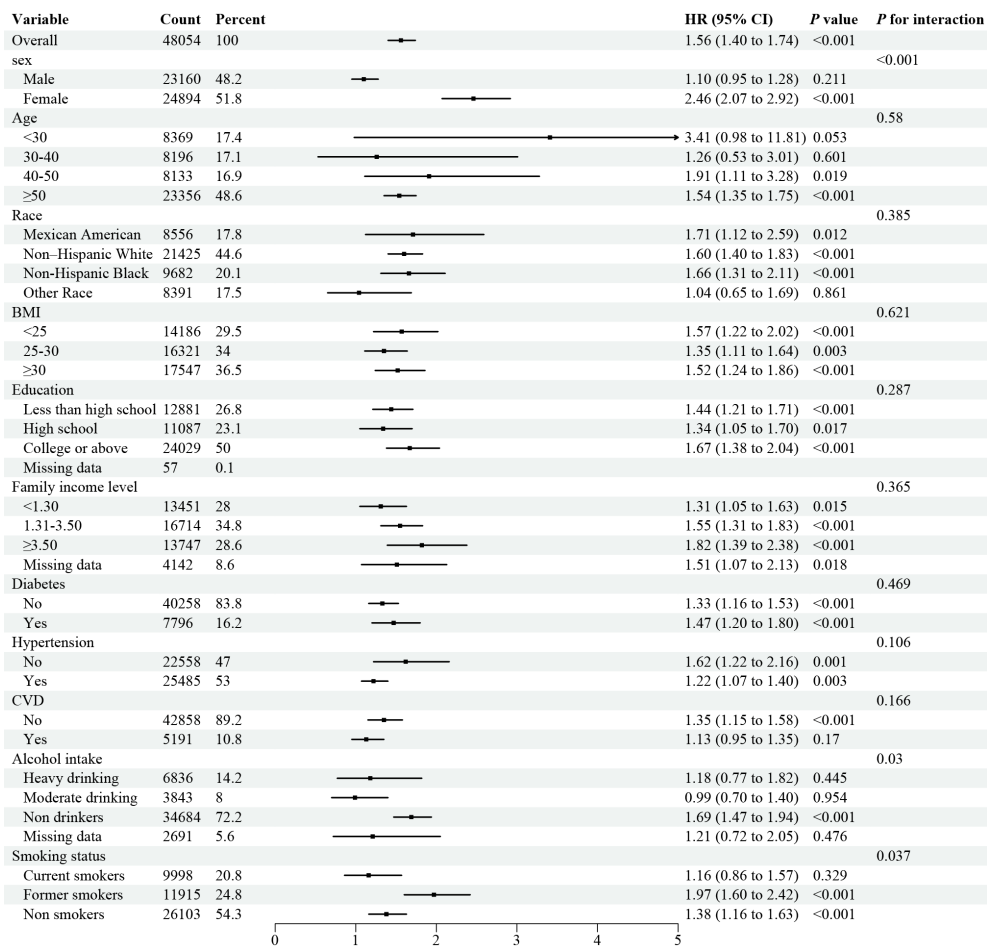 Variable Count Percent HR (95% CI) P value P for interaction
Overall 48054 100 1.56 (1.40 to 1.74) <0.001
sex <0.001
Male 23160 48.2 1.10 (0.95 to 1.28) 0.211
Female 24894 51.8 2.46 (2.07 to 2.92) <0.001
Age 0.58
<30 8369 17.4 3.41 (0.98 to 11.81) 0.053
30-40 8196 17.1 1.26 (0.53 to 3.01) 0.601
40-50 8133 16.9 1.91 (1.11 to 3.28) 0.019
≥50 23356 48.6 1.54 (1.35 to 1.75) <0.001
Race 0.385
Mexican American 8556 17.8 1.71 (1.12 to 2.59) 0.012
Non–Hispanic White 21425 44.6 1.60 (1.40 to 1.83) <0.001
Non-Hispanic Black 9682 20.1 1.66 (1.31 to 2.11) <0.001
Other Race 8391 17.5 1.04 (0.65 to 1.69) 0.861
BMI 0.621
<25 14186 29.5 1.57 (1.22 to 2.02) <0.001
25-30 16321 34 1.35 (1.11 to 1.64) 0.003
≥30 17547 36.5 1.52 (1.24 to 1.86) <0.001
Education 0.287
Less than high school 12881 26.8 1.44 (1.21 to 1.71) <0.001
High school 11087 23.1 1.34 (1.05 to 1.70) 0.017
College or above 24029 50 1.67 (1.38 to 2.04) <0.001
Missing data 57 0.1
Family income level 0.365
<1.30 13451 28 1.31 (1.05 to 1.63) 0.015
1.31-3.50 16714 34.8 1.55 (1.31 to 1.83) <0.001
≥3.50 13747 28.6 1.82 (1.39 to 2.38) <0.001
Missing data 4142 8.6 1.51 (1.07 to 2.13) 0.018
Diabetes 0.469
No 40258 83.8 1.33 (1.16 to 1.53) <0.001
Yes 7796 16.2 1.47 (1.20 to 1.80) <0.001
Hypertension 0.106
No 22558 47 1.62 (1.22 to 2.16) 0.001
Yes 25485 53 1.22 (1.07 to 1.40) 0.003
CVD 0.166
No 42858 89.2 1.35 (1.15 to 1.58) <0.001
Yes 5191 10.8 1.13 (0.95 to 1.35) 0.17
Alcohol intake 0.03
Heavy drinking 6836 14.2 1.18 (0.77 to 1.82) 0.445
Moderate drinking 3843 8 0.99 (0.70 to 1.40) 0.954
Non drinkers 34684 72.2 1.69 (1.47 to 1.94) <0.001
Missing data 2691 5.6 1.21 (0.72 to 2.05) 0.476
Smoking status 0.037
Current smokers 9998 20.8 1.16 (0.86 to 1.57) 0.329
Former smokers 11915 24.8 1.97 (1.60 to 2.42) <0.001
Non smokers 26103 54.3 1.38 (1.16 to 1.63) <0.001
0 1 2 3 4 5